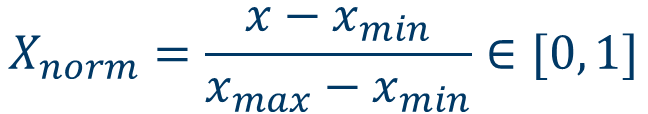 X_norm = (x − x_min) / (x_max − x_min) ∈ [0, 1]